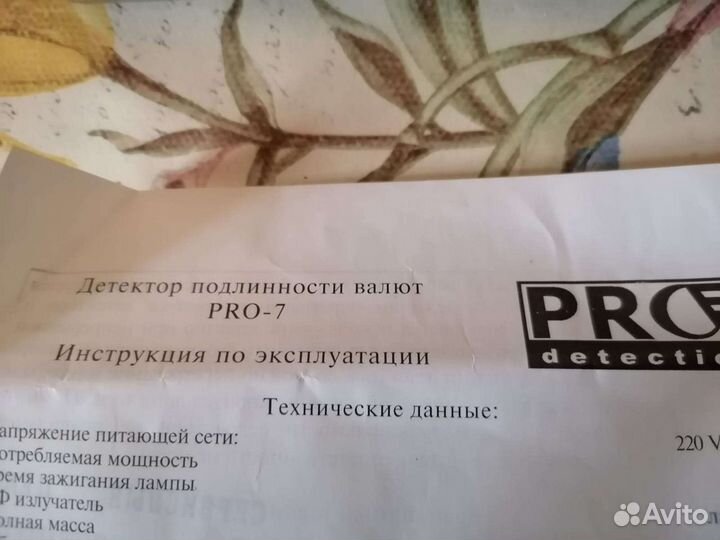 Детектор подлинности валют
PRO-7
Инструкция по эксплуатации
PRO
detectio
Технические данные:
апряжение питающей сети: 220 V
отребляемая мощность
ремя зажигания лампы
Ф излучатель
олная масса
Avito